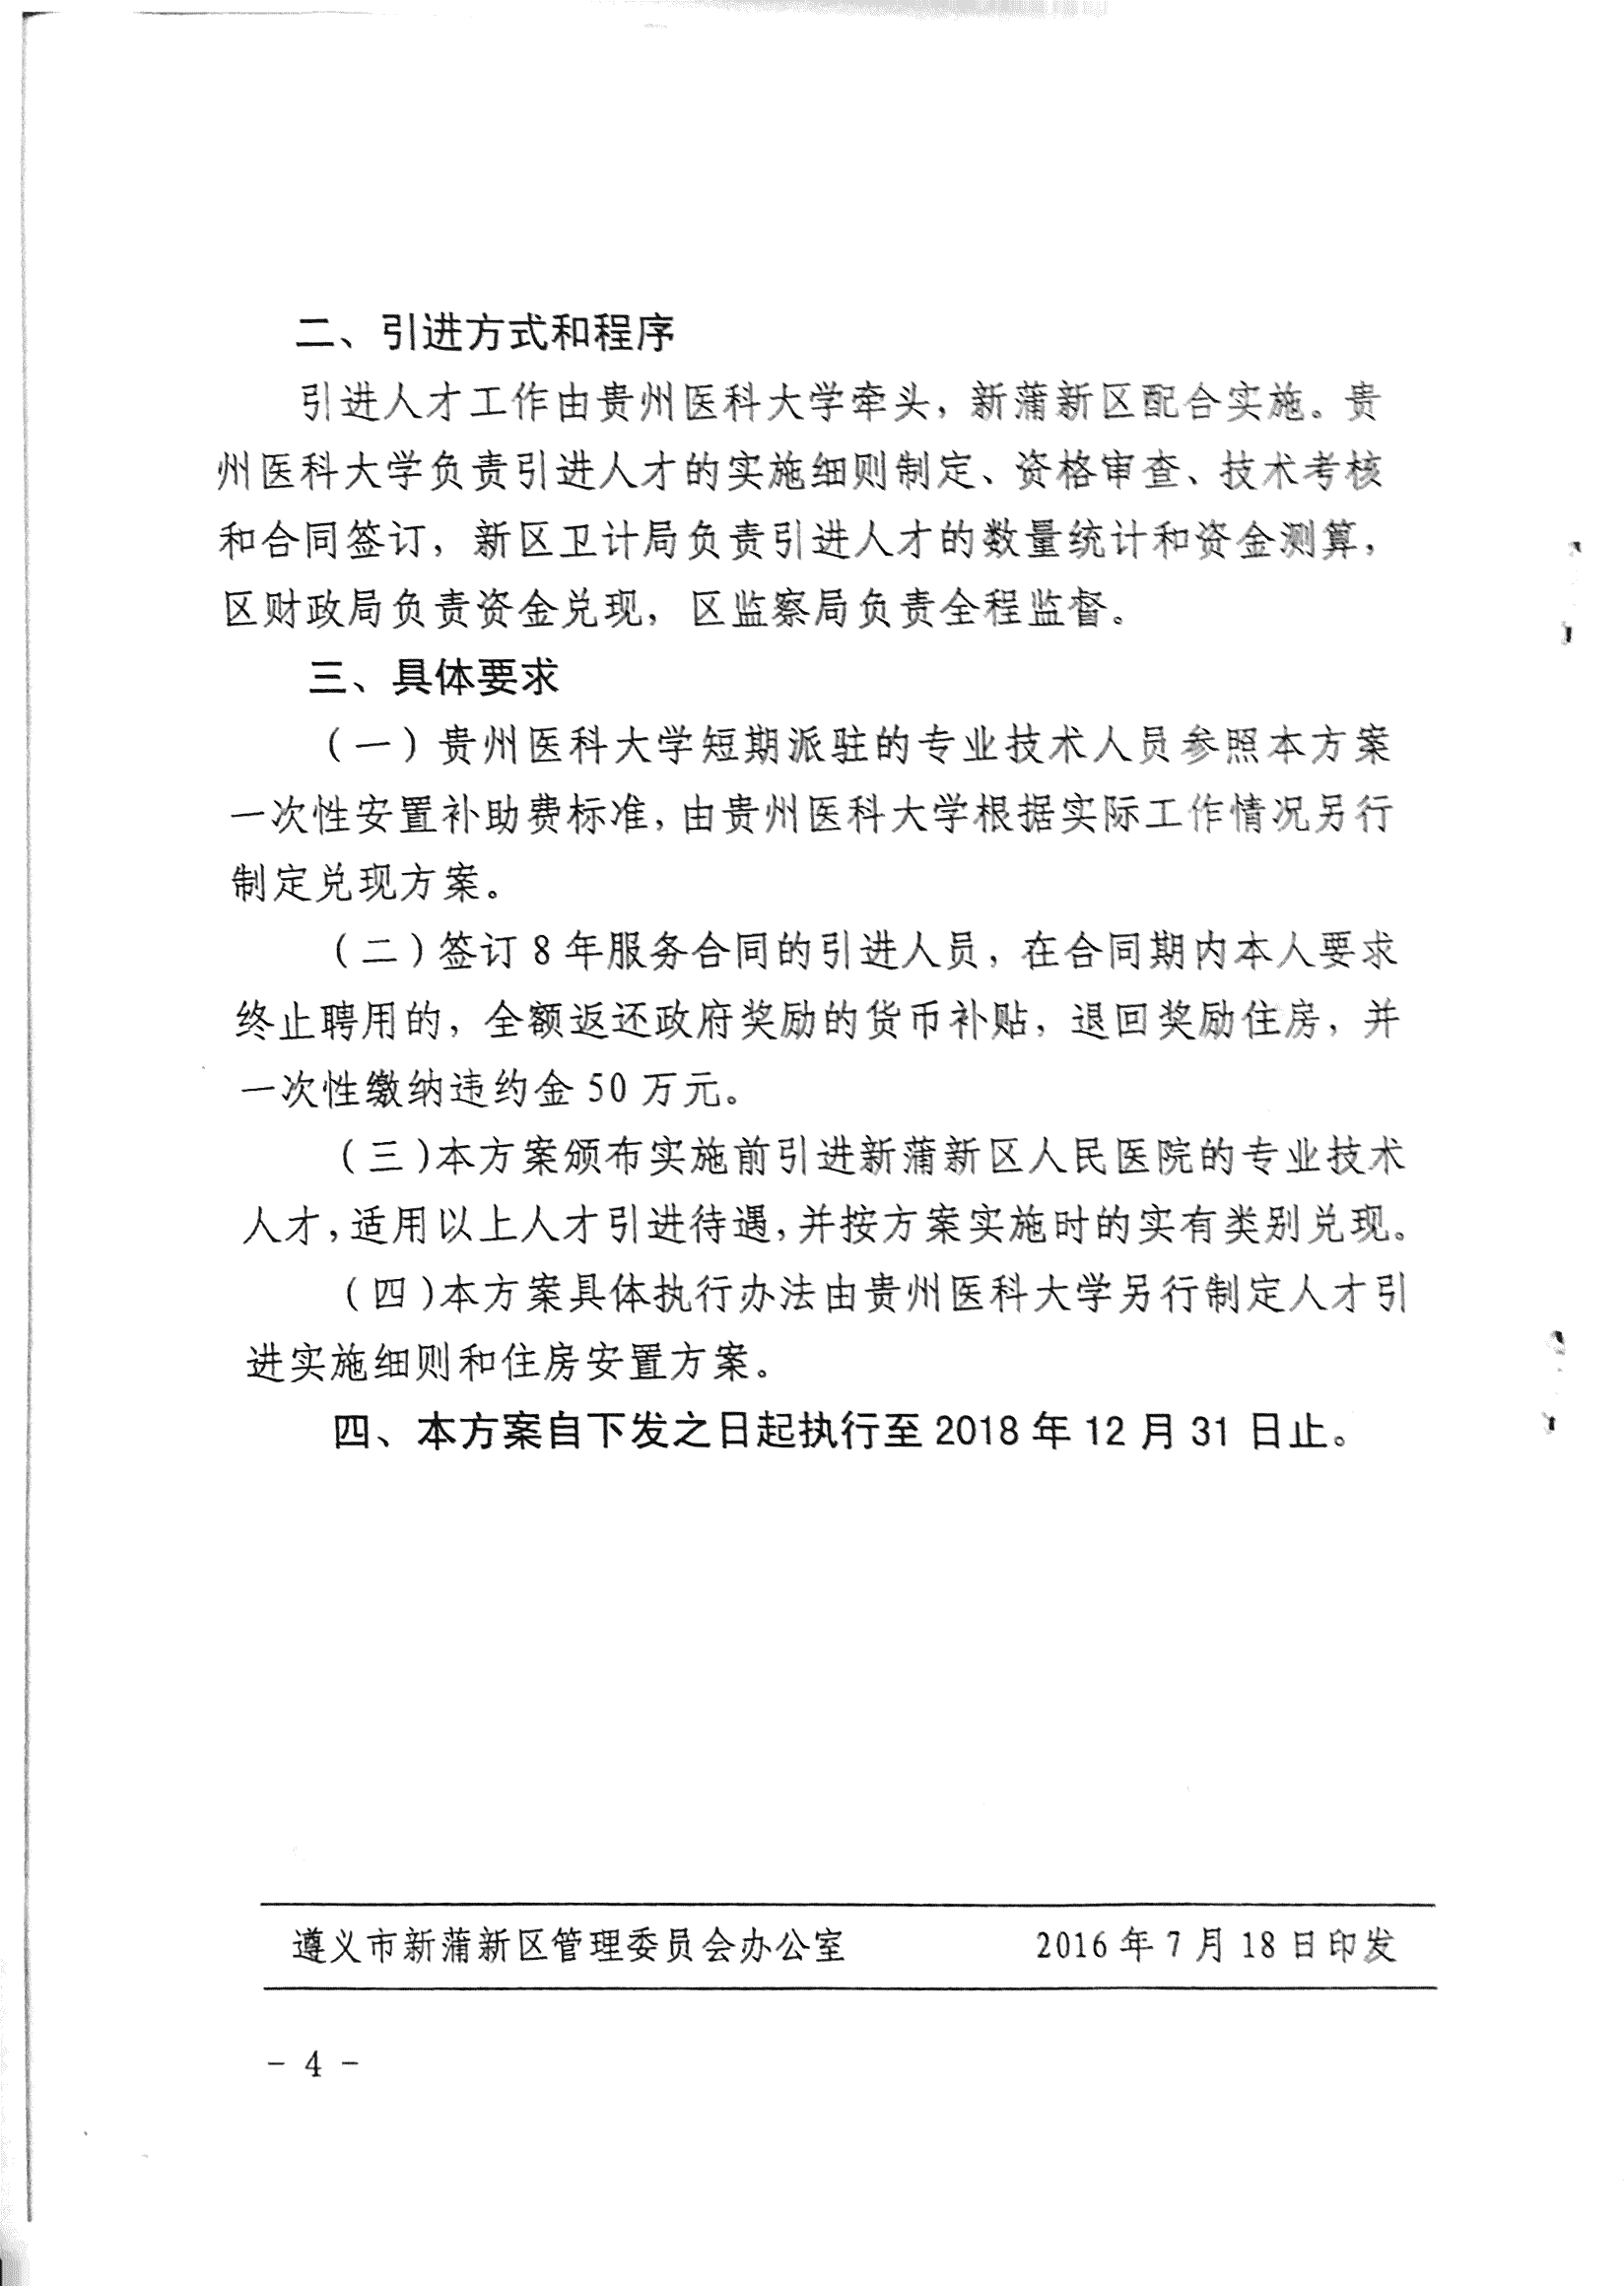 二、引进方式和程序
引进人才工作由贵州医科大学牵头，新蒲新区配合实施。贵
州医科大学负责引进人才的实施细则制定、资格审查、技术考核
和合同签订，新区卫计局负责引进人才的数量统计和资金测算，
区财政局负责资金兑现，区监察局负责全程监督。
三、具体要求
（一）贵州医科大学短期派驻的专业技术人员参照本方案
一次性安置补助费标准，由贵州医科大学根据实际工作情况另行
制定兑现方案。
（二）签订 8 年服务合同的引进人员，在合同期内本人要求
终止聘用的，全额返还政府奖励的货币补贴，退回奖励住房，并
一次性缴纳违约金 50 万元。
（三）本方案颁布实施前引进新蒲新区人民医院的专业技术
人才，适用以上人才引进待遇，并按方案实施时的实有类别兑现。
（四）本方案具体执行办法由贵州医科大学另行制定人才引
进实施细则和住房安置方案。
四、本方案自下发之日起执行至 2018 年 12 月 31 日止。
遵义市新蒲新区管理委员会办公室 2016 年 7 月 18 日印发
- 4 -